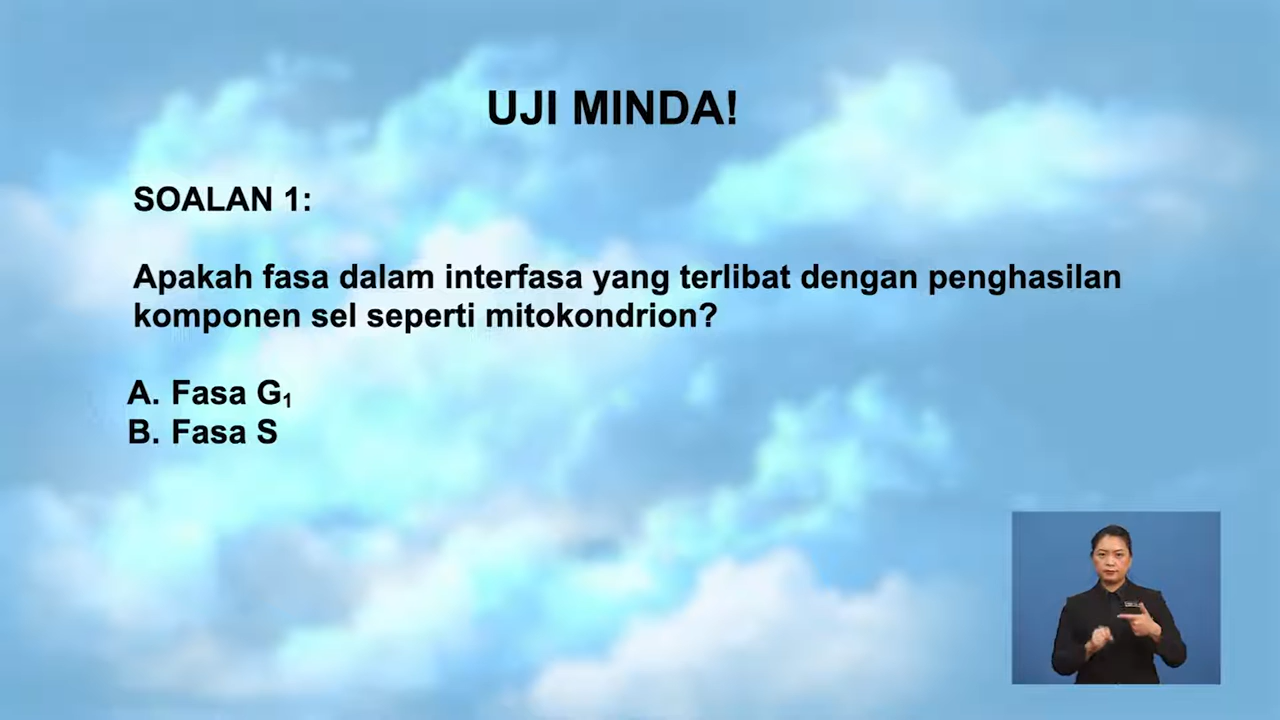 UJI MINDA!
SOALAN 1:
Apakah fasa dalam interfasa yang terlibat dengan penghasilan
komponen sel seperti mitokondrion?
A. Fasa G₁
B. Fasa S